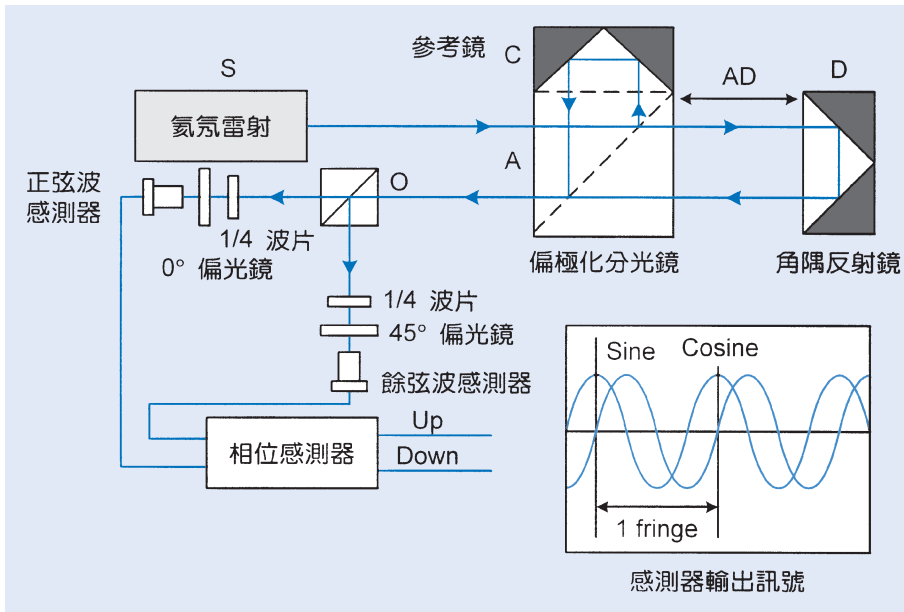 參考鏡
C
S
AD
D
氦氖雷射
A
正弦波
感測器
O
1/4 波片
0° 偏光鏡
偏極化分光鏡
角隅反射鏡
1/4 波片
45° 偏光鏡
餘弦波感測器
相位感測器
Up
Down
Sine
Cosine
1 fringe
感測器輸出訊號